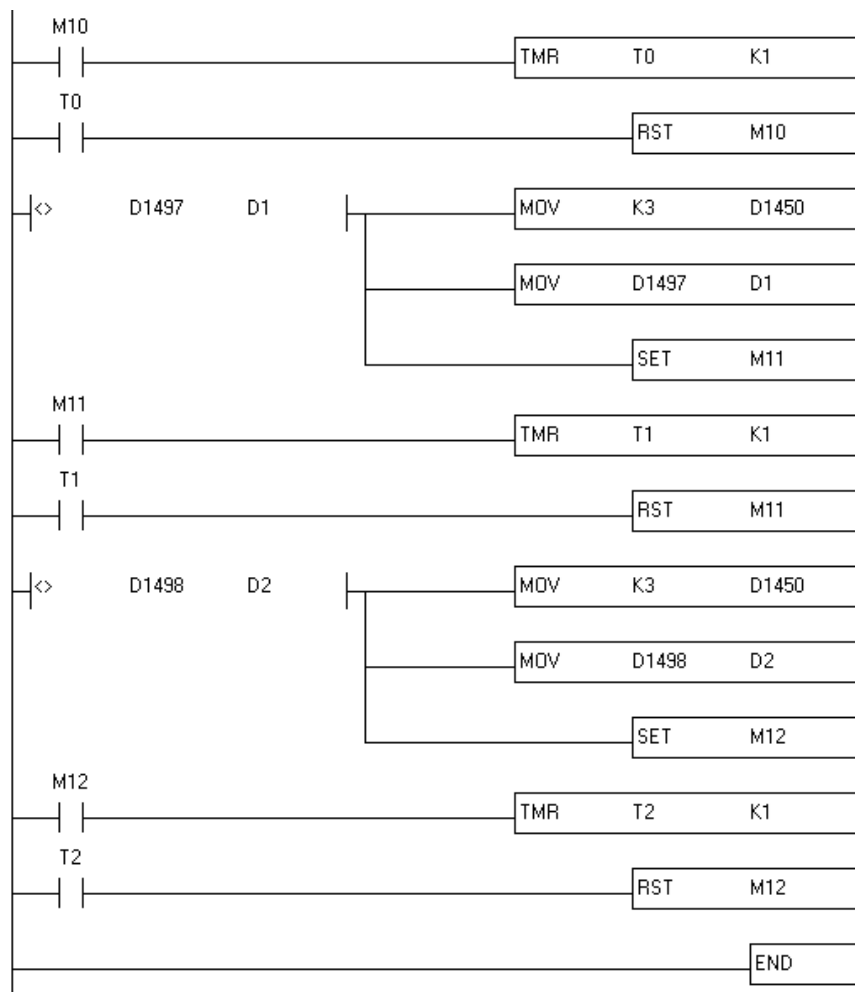 M10
TMR T0 K1
T0
RST M10
<> D1497 D1 MOV K3 D1450
MOV D1497 D1
SET M11
M11
TMR T1 K1
T1
RST M11
<> D1498 D2 MOV K3 D1450
MOV D1498 D2
SET M12
M12
TMR T2 K1
T2
RST M12
END